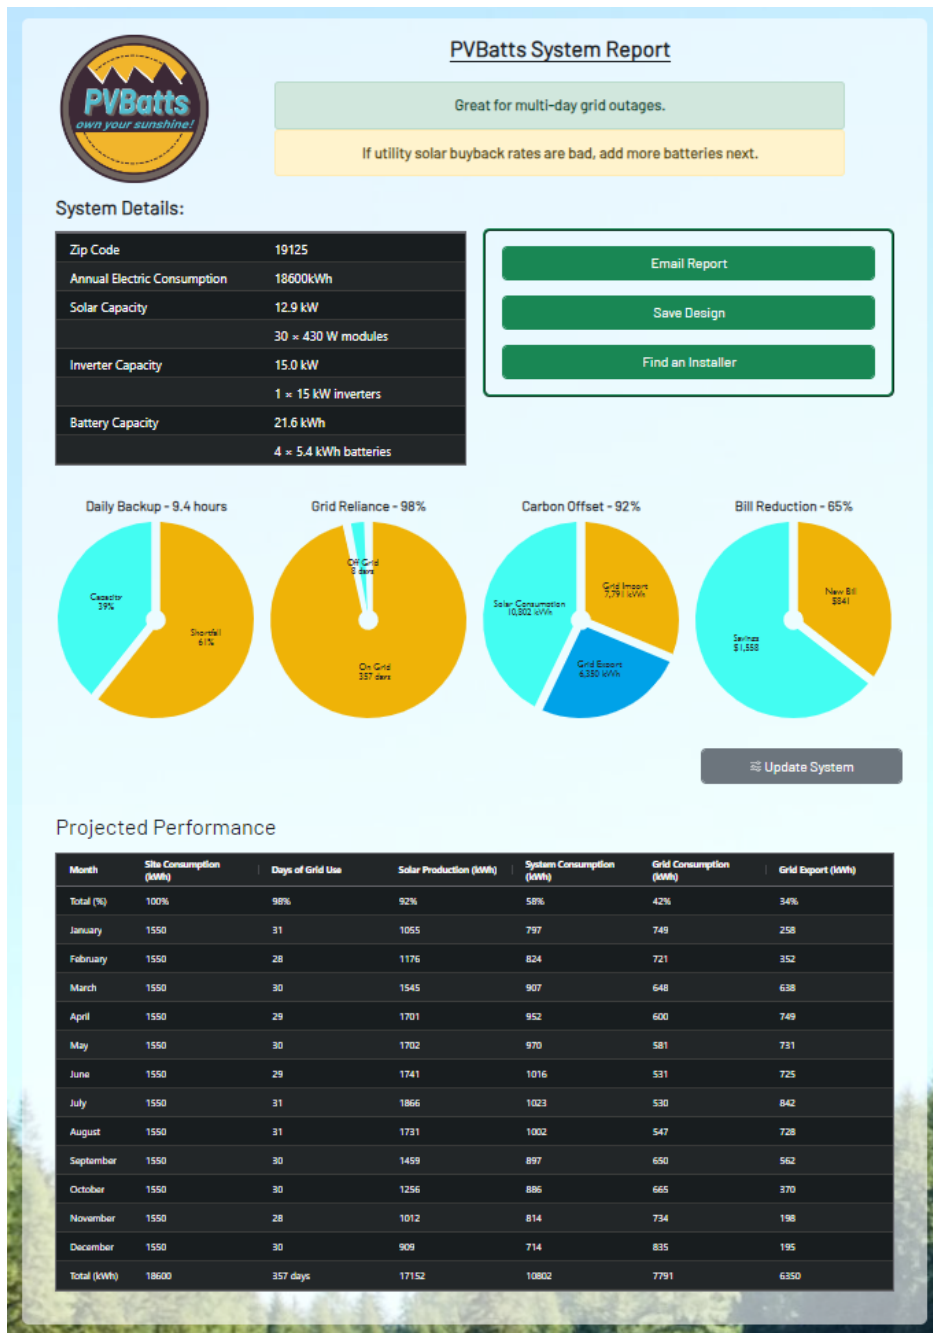 PVBatts
own your sunshine!
PVBatts System Report
Great for multi-day grid outages.
If utility solar buyback rates are bad, add more batteries next.
System Details:
Zip Code 19125
Annual Electric Consumption 18600kWh
Solar Capacity 12.9 kW
30 × 430 W modules
Inverter Capacity 15.0 kW
1 × 15 kW inverters
Battery Capacity 21.6 kWh
4 × 5.4 kWh batteries
Email Report
Save Design
Find an Installer
Daily Backup - 9.4 hours
Capacity
39%
Shortfall
61%
Grid Reliance - 98%
Off Grid
8 days
On Grid
357 days
Carbon Offset - 92%
Grid Import
7,791 kWh
Solar Consumption
10,802 kWh
Grid Export
6,350 kWh
Bill Reduction - 65%
New Bill
$841
Savings
$1,558
Update System
Projected Performance
Month Site Consumption (kWh) Days of Grid Use Solar Production (kWh) System Consumption (kWh) Grid Consumption (kWh) Grid Export (kWh)
Total (%) 100% 98% 92% 58% 42% 34%
January 1550 31 1055 797 749 258
February 1550 28 1176 824 721 352
March 1550 30 1545 907 648 638
April 1550 29 1701 952 600 749
May 1550 30 1702 970 581 731
June 1550 29 1741 1016 531 725
July 1550 31 1866 1023 530 842
August 1550 31 1731 1002 547 728
September 1550 30 1459 897 650 562
October 1550 30 1256 886 665 370
November 1550 28 1012 814 734 198
December 1550 30 909 714 835 195
Total (kWh) 18600 357 days 17152 10802 7791 6350